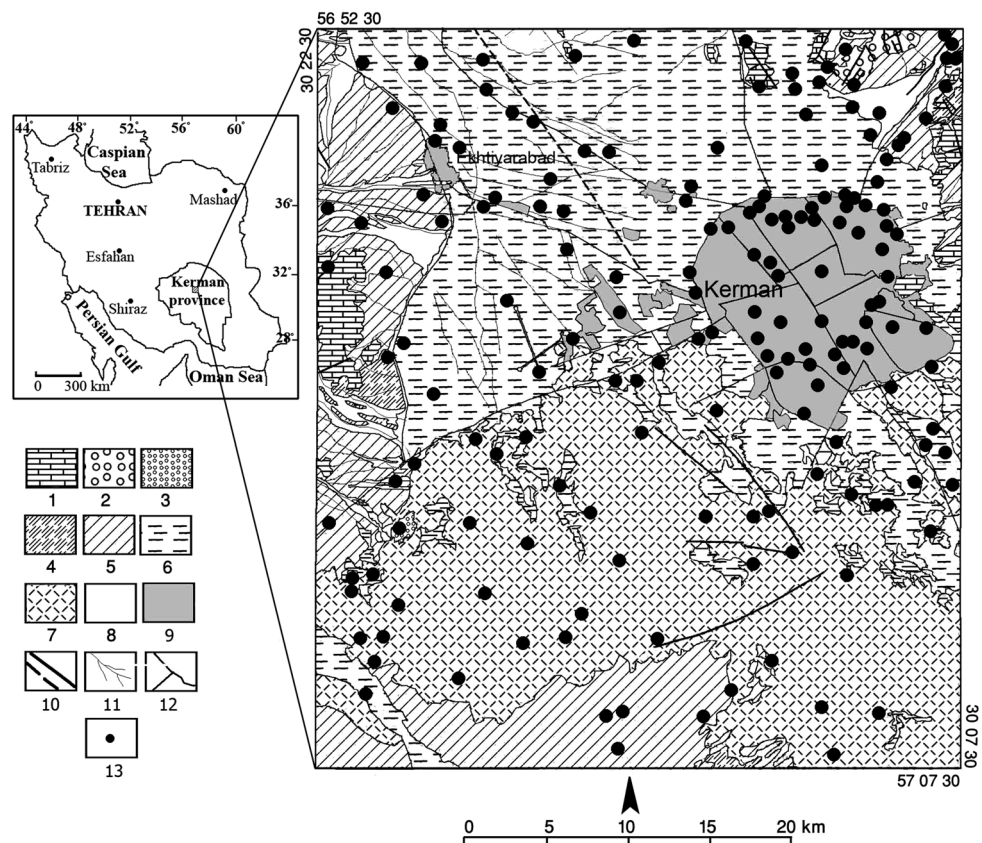 56 52 30
30 22 30
44
48
52
56
60
Caspian
Sea
Tabriz
Mashad
TEHRAN
36
Esfahan
32
Kerman
province
Shiraz
28
Persian Gulf
Oman Sea
0 300 km
Ekhtiyarabad
Kerman
1 2 3
4 5 6
7 8 9
10 11 12
13
30 07 30
57 07 30
0 5 10 15 20 km